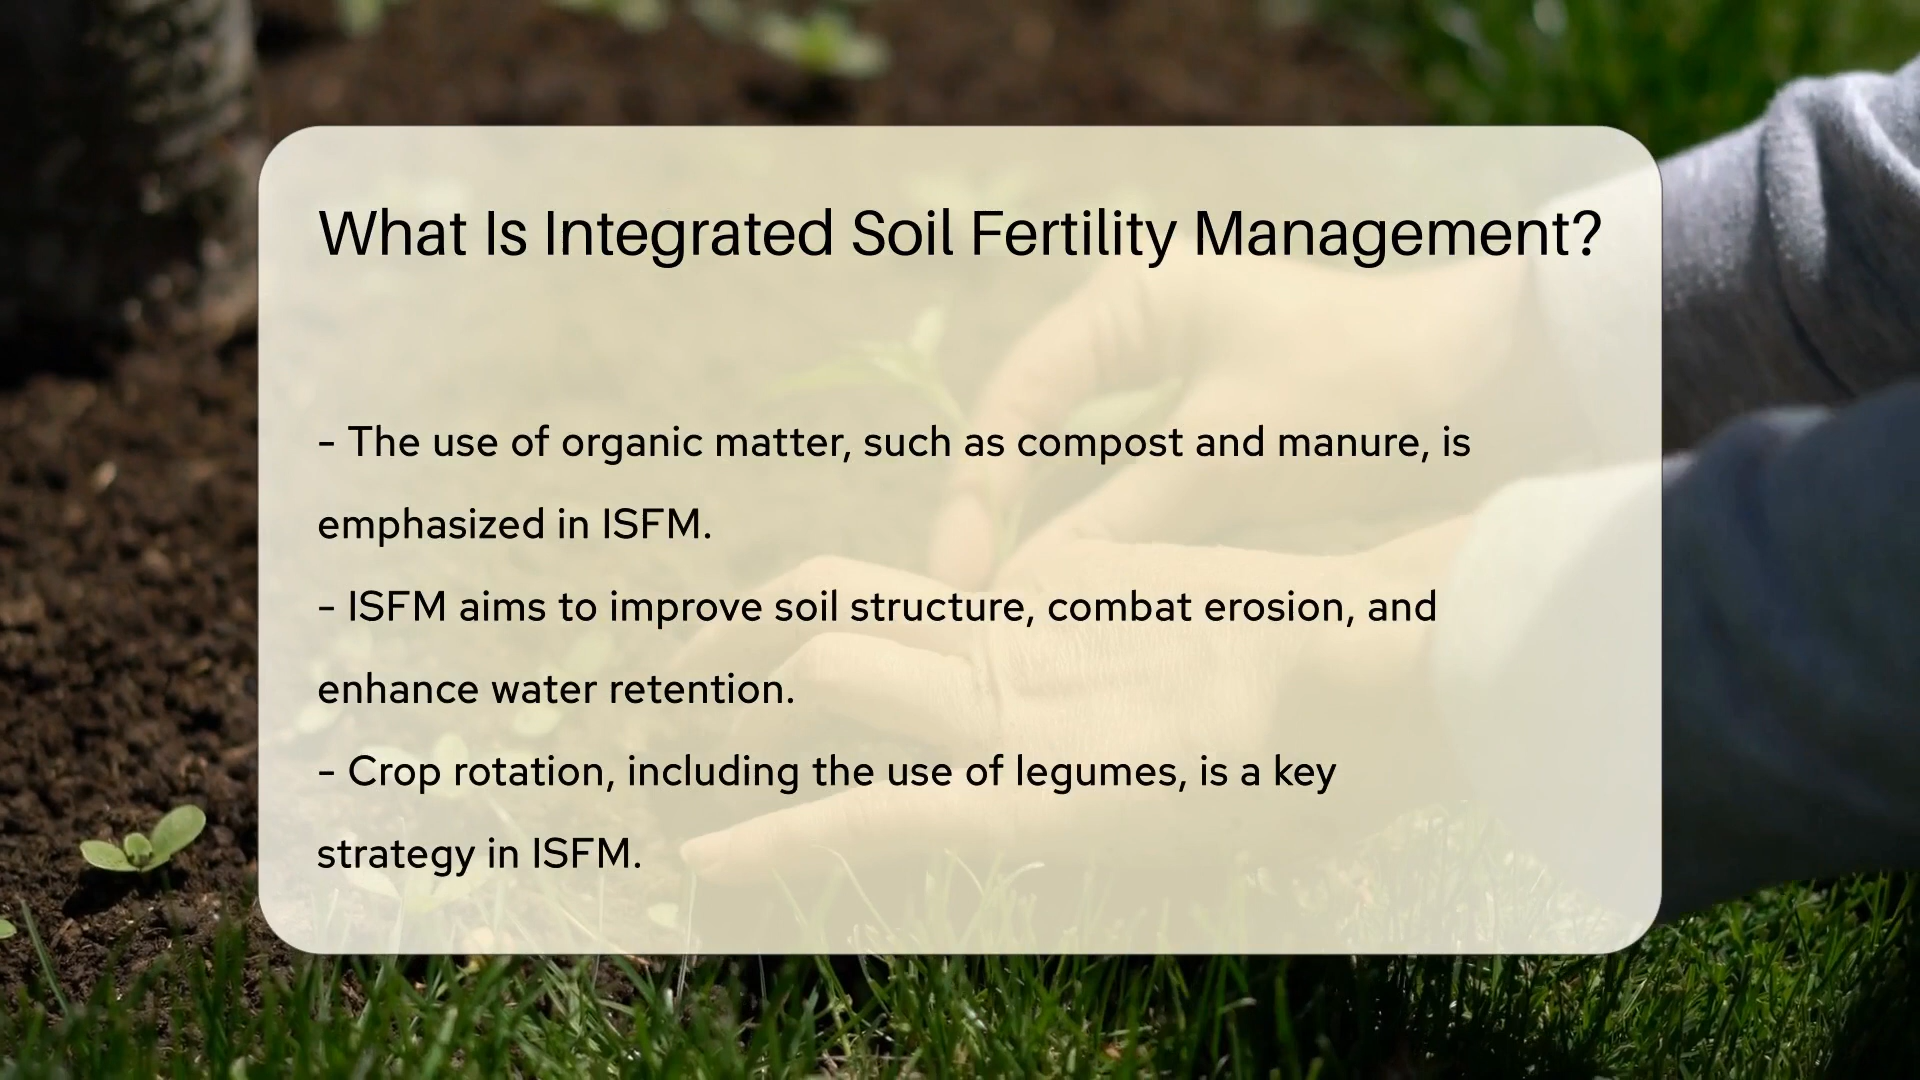 What Is Integrated Soil Fertility Management?
- The use of organic matter, such as compost and manure, is
emphasized in ISFM.
- ISFM aims to improve soil structure, combat erosion, and
enhance water retention.
- Crop rotation, including the use of legumes, is a key
strategy in ISFM.